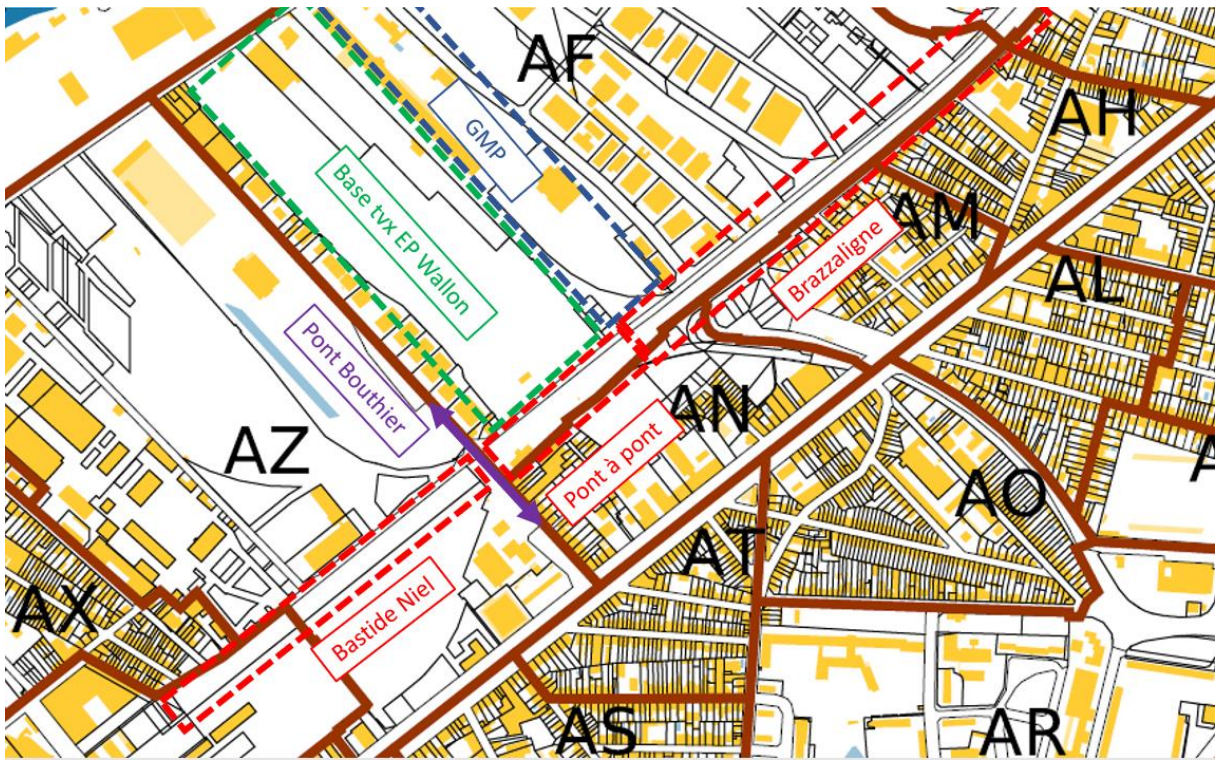 AF
GMP
AH
Base tvx EP Wallon
AM
Brazzaligne
AL
Pont Bouthier
AN
AZ
Pont à pont
A
AO
AT
Bastide Niel
AX
AS
AR